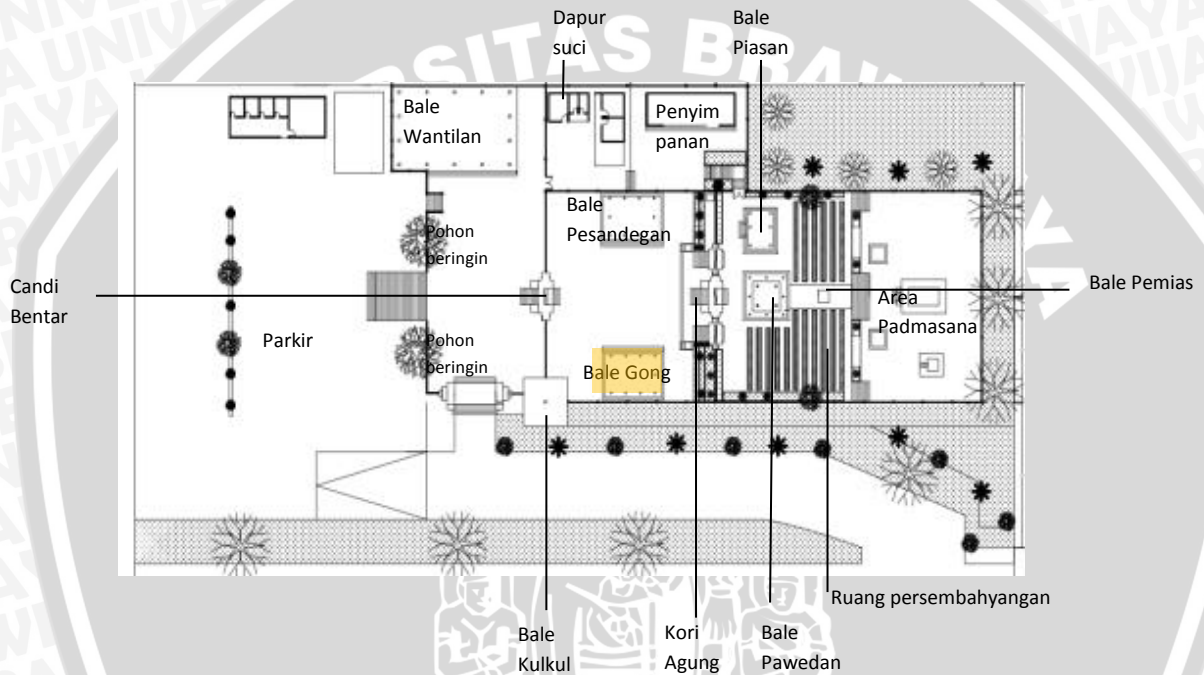 Dapur
suci
Bale
Piasan
Bale
Wantilan
Penyim
panan
Bale
Pesandegan
Pohon
beringin
Candi
Bentar
Bale Pemias
Area
Padmasana
Parkir
Pohon
beringin
Bale Gong
Ruang persembahyangan
Bale
Kulkul
Kori
Agung
Bale
Pawedan